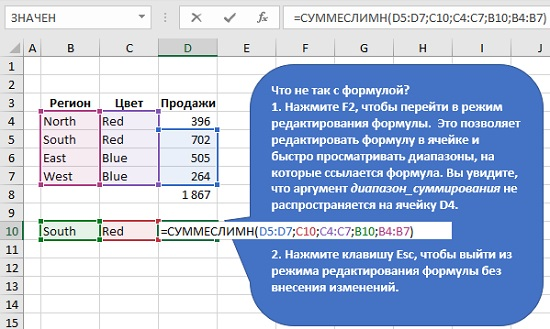 ЗНАЧЕН
=СУММЕСЛИМН(D5:D7;C10;C4:C7;B10;B4:B7)
A B C D E F G H I J
1
2
3 Регион Цвет Продажи
4 North Red 396
5 South Red 702
6 East Blue 505
7 West Blue 264
8 1 867
9
10 South Red =СУММЕСЛИМН(D5:D7;C10;C4:C7;B10;B4:B7)
11
12
13
14
15
Что не так с формулой?
1. Нажмите F2, чтобы перейти в режим
редактирования формулы. Это позволяет
редактировать формулу в ячейке и
быстро просматривать диапазоны, на
которые ссылается формула. Вы увидите,
что аргумент диапазон_суммирования не
распространяется на ячейку D4.
2. Нажмите клавишу Esc, чтобы выйти из
режима редактирования формулы без
внесения изменений.